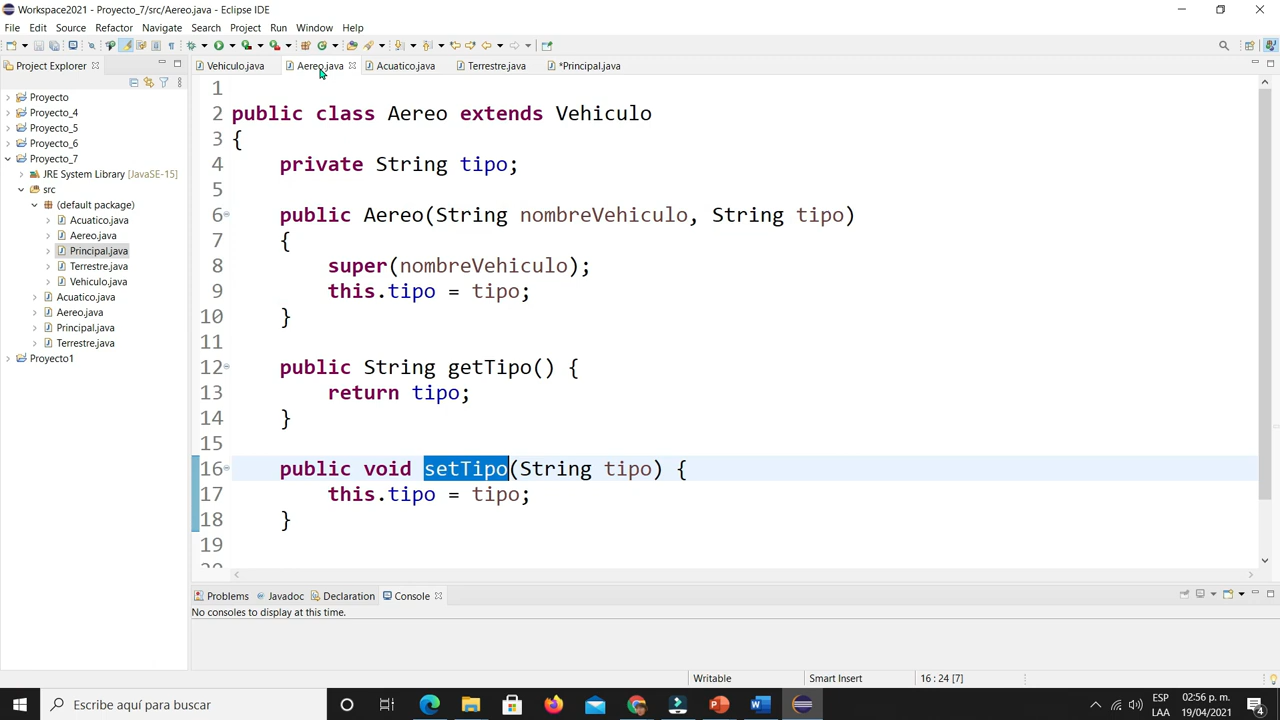 Workspace2021 - Proyecto_7/src/Aereo.java - Eclipse IDE
File Edit Source Refactor Navigate Search Project Run Window Help
Project Explorer
Vehiculo.java Aereo.java Acuatico.java Terrestre.java *Principal.java
Proyecto
Proyecto_4
Proyecto_5
Proyecto_6
Proyecto_7
JRE System Library [JavaSE-15]
src
(default package)
Acuatico.java
Aereo.java
Principal.java
Terrestre.java
Vehiculo.java
Acuatico.java
Aereo.java
Principal.java
Terrestre.java
Proyecto1
1
2 public class Aereo extends Vehiculo
3 {
4 private String tipo;
5
6 public Aereo(String nombreVehiculo, String tipo)
7 {
8 super(nombreVehiculo);
9 this.tipo = tipo;
10 }
11
12 public String getTipo() {
13 return tipo;
14 }
15
16 public void setTipo(String tipo) {
17 this.tipo = tipo;
18 }
19
Problems Javadoc Declaration Console
No consoles to display at this time.
Writable Smart Insert 16 : 24 [7]
Escribe aquí para buscar
ESP
LAA
02:56 p. m.
19/04/2021
4